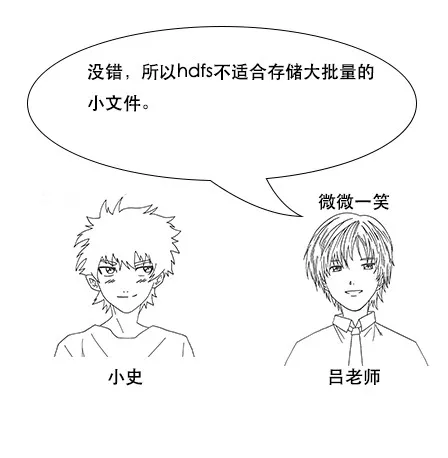 没错，所以hdfs不适合存储大批量的
小文件。
微微一笑
小史
吕老师